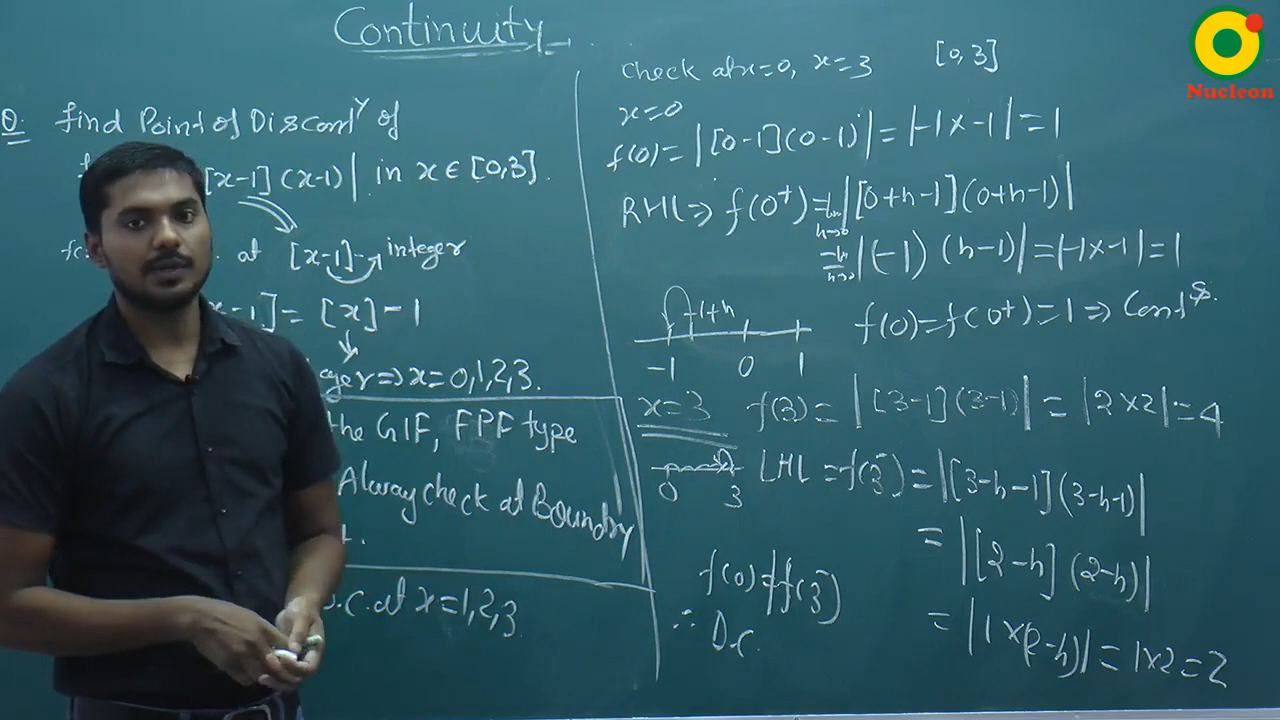 Continuity
Q. find Point of Discontʸ of
[x-1](x-1)| in x ∈ [0,3].
at [x-1] → integer
-1] = [x] - 1
ger ⇒ x = 0,1,2,3.
the GIF, FPF type
Alway check at Boundry
t.
D.C. at x = 1,2,3
check at x=0, x=3 [0,3]
x=0
f(0) = |[0-1](0-1)| = |-1 x -1| = 1
RHL ⇒ f(0⁺) = lim h→0 |[0+h-1](0+h-1)|
= lim h→0 |(-1) (h-1)| = |-1 x -1| = 1
-1+h
-1 0 1
f(0) = f(0⁺) = 1 ⇒ Contˢ.
x=3 f(3) = |[3-1](3-1)| = |2×2| = 4
0 3
LHL = f(3⁻) = |[3-h-1](3-h-1)|
= |[2-h](2-h)|
= |1×(2-h)| = 1×2 = 2
f(0) ≠ f(3⁻)
∴ D.C.
Nucleon